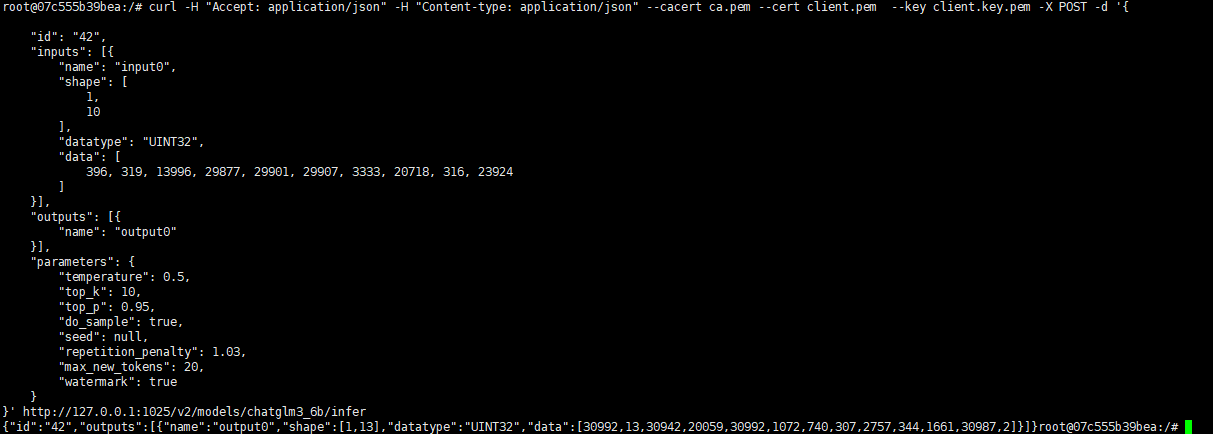 root@07c555b39bea:/# curl -H "Accept: application/json" -H "Content-type: application/json" --cacert ca.pem --cert client.pem  --key client.key.pem -X POST -d '{
    "id": "42",
    "inputs": [{
        "name": "input0",
        "shape": [
            1,
            10
        ],
        "datatype": "UINT32",
        "data": [
            396, 319, 13996, 29877, 29901, 29907, 3333, 20718, 316, 23924
        ]
    }],
    "outputs": [{
        "name": "output0"
    }],
    "parameters": {
        "temperature": 0.5,
        "top_k": 10,
        "top_p": 0.95,
        "do_sample": true,
        "seed": null,
        "repetition_penalty": 1.03,
        "max_new_tokens": 20,
        "watermark": true
    }
}' http://127.0.0.1:1025/v2/models/chatglm3_6b/infer
{"id":"42","outputs":[{"name":"output0","shape":[1,13],"datatype":"UINT32","data":[30992,13,30942,20059,30992,1072,740,307,2757,344,1661,30987,2]}]}root@07c555b39bea:/#